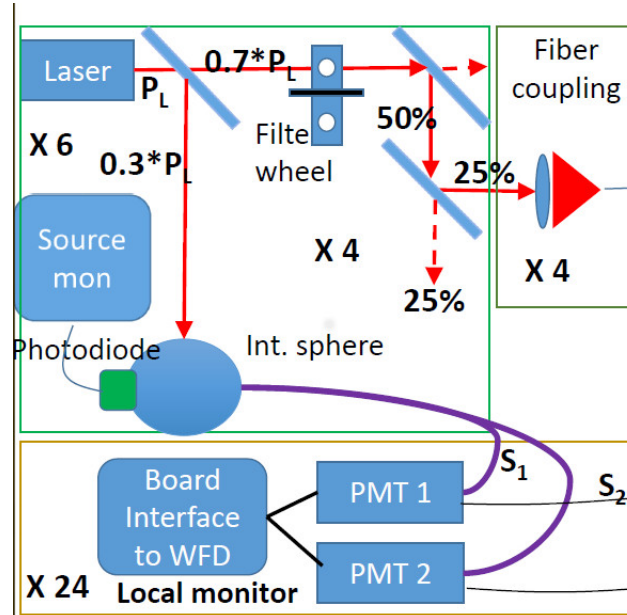 Laser
P_L
0.7*P_L
Fiber
coupling
X 6
Filte
wheel
50%
0.3*P_L
25%
Source
mon
X 4
X 4
25%
Photodiode
Int. sphere
S_1
S_2
Board
Interface
to WFD
PMT 1
PMT 2
X 24
Local monitor